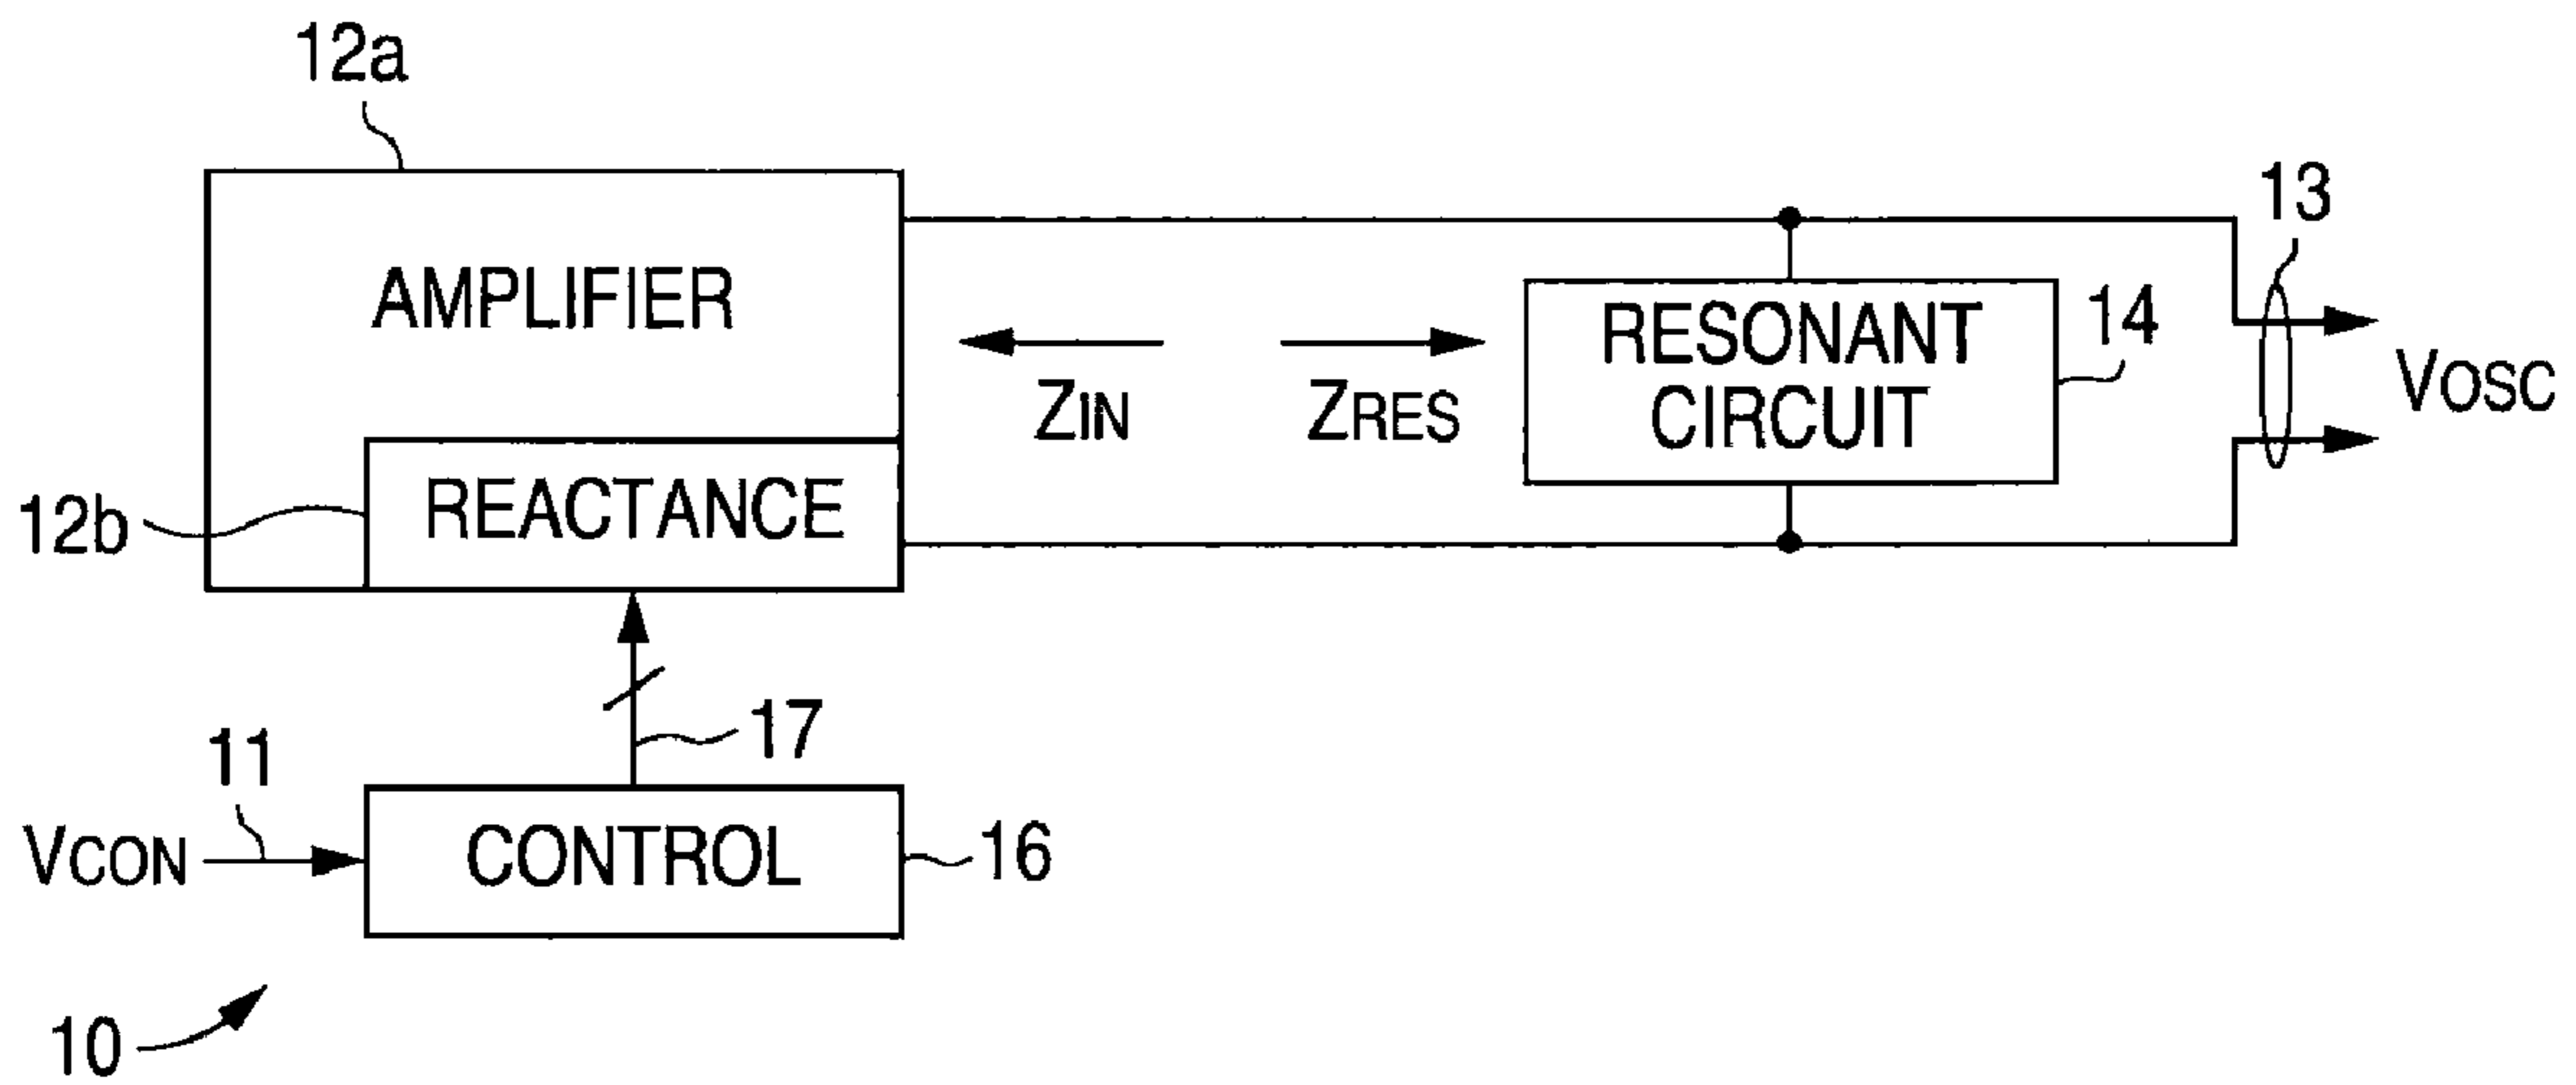 12a
13
AMPLIFIER
RESONANT
CIRCUIT
14
ZIN
ZRES
VOSC
12b
REACTANCE
17
11
VCON
CONTROL
16
10